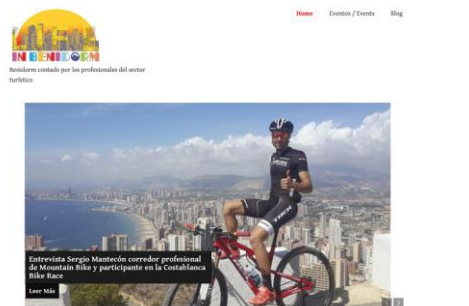 Home
Eventos / Events
Blog
IN BENIDORM
Benidorm contado por los profesionales del sector
turístico
Entrevista Sergio Mantecón corredor profesional
de Mountain Bike y participante en la Costablanca
Bike Race
Leer Más